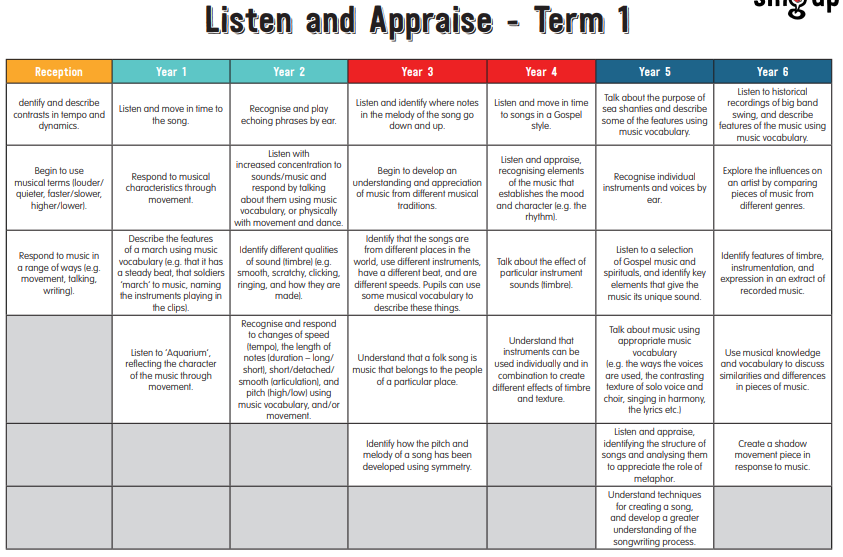 Listen and Appraise - Term 1
Reception
Year 1
Year 2
Year 3
Year 4
Year 5
Year 6
dentify and describe
contrasts in tempo and
dynamics.
Listen and move in time to
the song.
Recognise and play
echoing phrases by ear.
Listen and identify where notes
in the melody of the song go
down and up.
Listen and move in time
to songs in a Gospel
style.
Talk about the purpose of
sea shanties and describe
some of the features using
music vocabulary.
Listen to historical
recordings of big band
swing, and describe
features of the music using
music vocabulary.
Begin to use
musical terms (louder/
quieter, faster/slower,
higher/lower).
Respond to musical
characteristics through
movement.
Listen with
increased concentration to
sounds/music and
respond by talking
about them using music
vocabulary, or physically
with movement and dance.
Begin to develop an
understanding and appreciation
of music from different musical
traditions.
Listen and appraise,
recognising elements
of the music that
establishes the mood
and character (e.g. the
rhythm).
Recognise individual
instruments and voices by
ear.
Explore the influences on
an artist by comparing
pieces of music from
different genres.
Respond to music in
a range of ways (e.g.
movement, talking,
writing).
Describe the features
of a march using music
vocabulary (e.g. that it has
a steady beat, that soldiers
'march' to music, naming
the instruments playing in
the clips).
Identify different qualities
of sound (timbre) (e.g.
smooth, scratchy, clicking,
ringing, and how they are
made).
Identify that the songs are
from different places in the
world, use different instruments,
have a different beat, and are
different speeds. Pupils can use
some musical vocabulary to
describe these things.
Talk about the effect of
particular instrument
sounds (timbre).
Listen to a selection
of Gospel music and
spirituals, and identify key
elements that give the
music its unique sound.
Identify features of timbre,
instrumentation, and
expression in an extract of
recorded music.
Listen to 'Aquarium',
reflecting the character
of the music through
movement.
Recognise and respond
to changes of speed
(tempo), the length of
notes (duration – long/
short), short/detached/
smooth (articulation), and
pitch (high/low) using
music vocabulary, and/or
movement.
Understand that a folk song is
music that belongs to the people
of a particular place.
Understand that
instruments can be
used individually and in
combination to create
different effects of timbre
and texture.
Talk about music using
appropriate music
vocabulary
(e.g. the ways the voices
are used, the contrasting
texture of solo voice and
choir, singing in harmony,
the lyrics etc.)
Use musical knowledge
and vocabulary to discuss
similarities and differences
in pieces of music.
Identify how the pitch and
melody of a song has been
developed using symmetry.
Listen and appraise,
identifying the structure of
songs and analysing them
to appreciate the role of
metaphor.
Create a shadow
movement piece in
response to music.
Understand techniques
for creating a song,
and develop a greater
understanding of the
songwriting process.